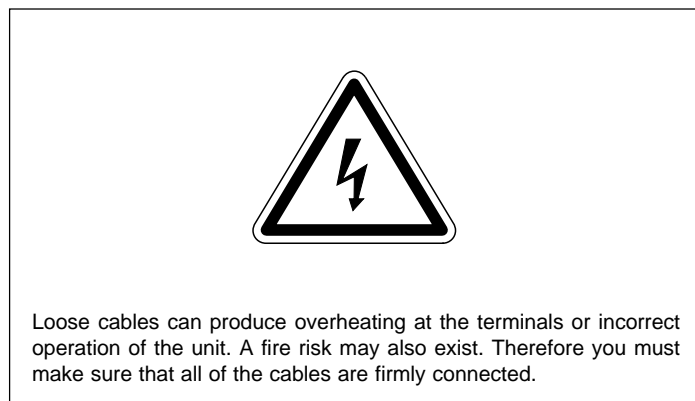 Loose cables can produce overheating at the terminals or incorrect
operation of the unit. A fire risk may also exist. Therefore you must
make sure that all of the cables are firmly connected.